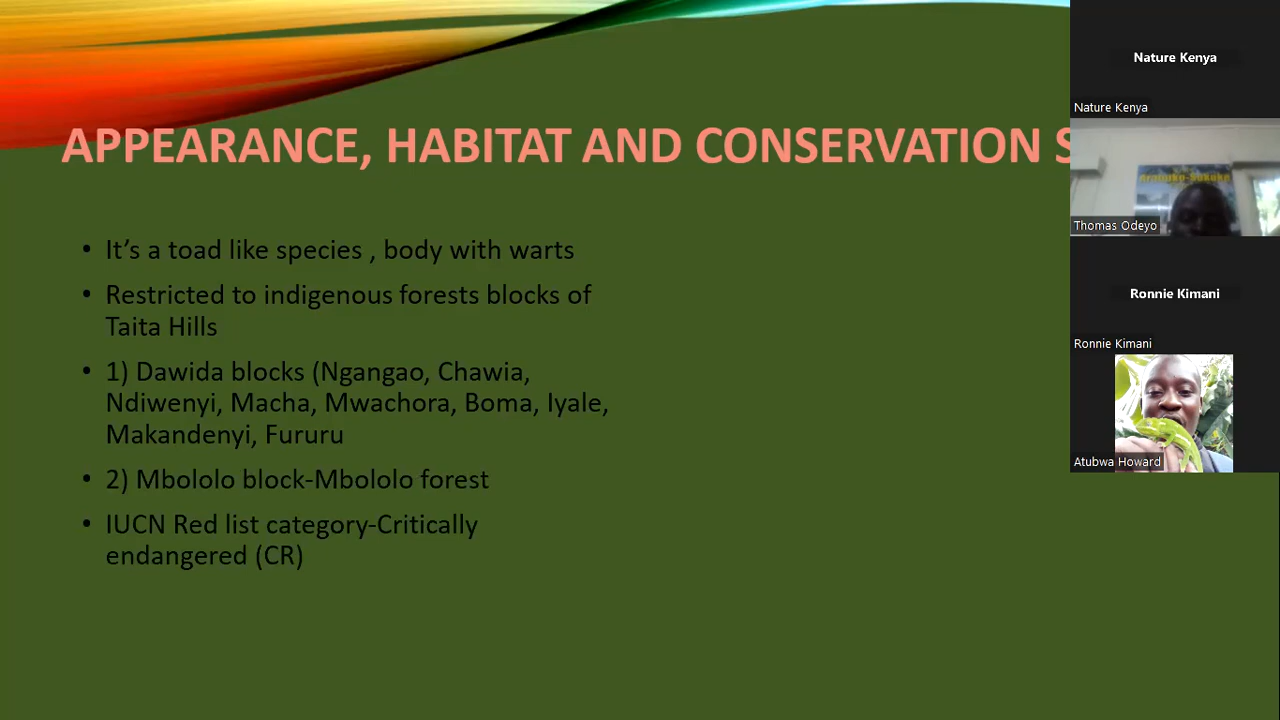 APPEARANCE, HABITAT AND CONSERVATION S
• It's a toad like species , body with warts
• Restricted to indigenous forests blocks of
Taita Hills
• 1) Dawida blocks (Ngangao, Chawia,
Ndiwenyi, Macha, Mwachora, Boma, Iyale,
Makandenyi, Fururu
• 2) Mbololo block-Mbololo forest
• IUCN Red list category-Critically
endangered (CR)
Nature Kenya
Nature Kenya
Arabuko-Sokoke
Thomas Odeyo
Ronnie Kimani
Ronnie Kimani
Atubwa Howard